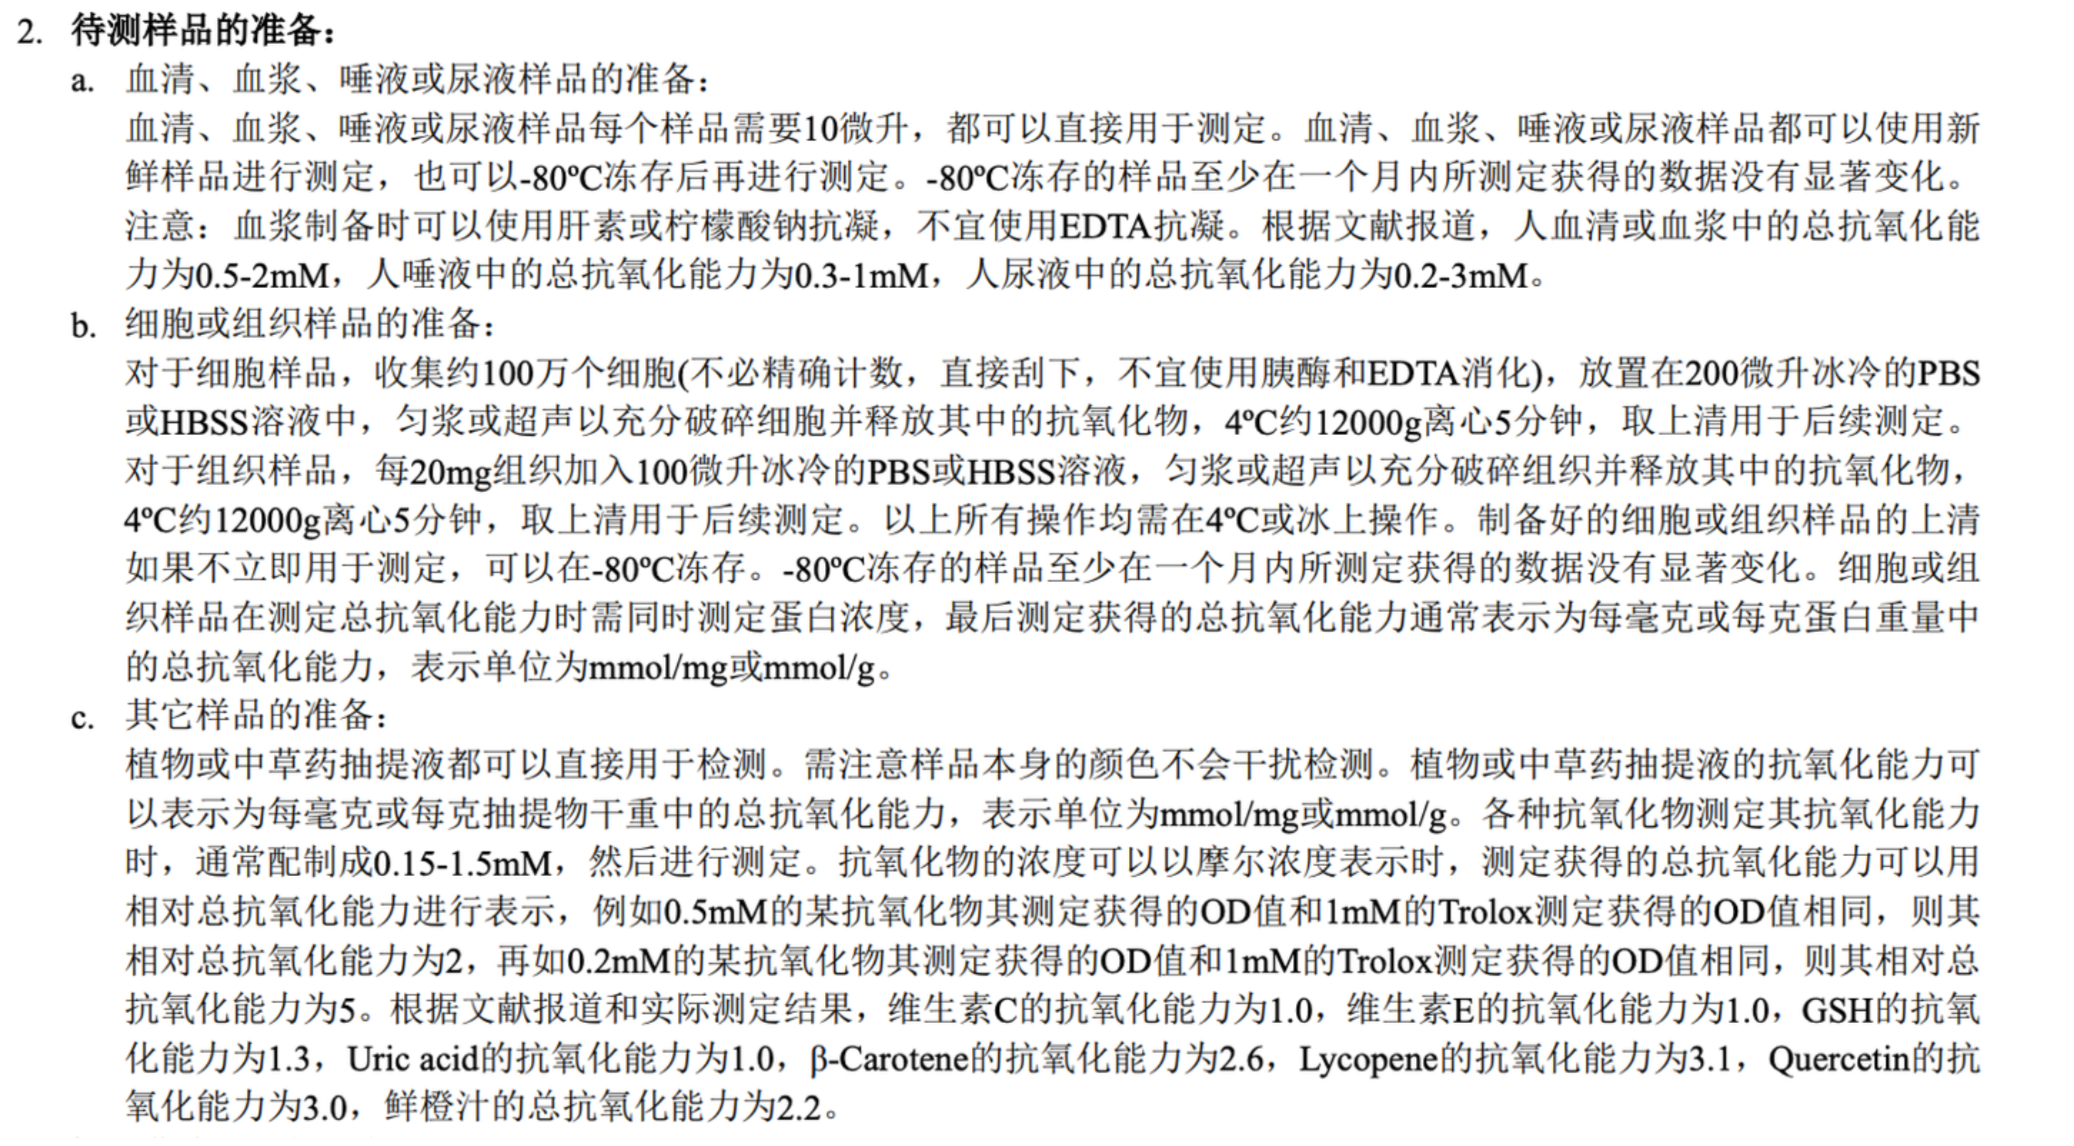 2. 待测样品的准备：
a. 血清、血浆、唾液或尿液样品的准备：
血清、血浆、唾液或尿液样品每个样品需要10微升，都可以直接用于测定。血清、血浆、唾液或尿液样品都可以使用新
鲜样品进行测定，也可以-80ºC冻存后再进行测定。-80ºC冻存的样品至少在一个月内所测定获得的数据没有显著变化。
注意：血浆制备时可以使用肝素或柠檬酸钠抗凝，不宜使用EDTA抗凝。根据文献报道，人血清或血浆中的总抗氧化能
力为0.5-2mM，人唾液中的总抗氧化能力为0.3-1mM，人尿液中的总抗氧化能力为0.2-3mM。
b. 细胞或组织样品的准备：
对于细胞样品，收集约100万个细胞(不必精确计数，直接刮下，不宜使用胰酶和EDTA消化)，放置在200微升冰冷的PBS
或HBSS溶液中，匀浆或超声以充分破碎细胞并释放其中的抗氧化物，4ºC约12000g离心5分钟，取上清用于后续测定。
对于组织样品，每20mg组织加入100微升冰冷的PBS或HBSS溶液，匀浆或超声以充分破碎组织并释放其中的抗氧化物，
4ºC约12000g离心5分钟，取上清用于后续测定。以上所有操作均需在4ºC或冰上操作。制备好的细胞或组织样品的上清
如果不立即用于测定，可以在-80ºC冻存。-80ºC冻存的样品至少在一个月内所测定获得的数据没有显著变化。细胞或组
织样品在测定总抗氧化能力时需同时测定蛋白浓度，最后测定获得的总抗氧化能力通常表示为每毫克或每克蛋白重量中
的总抗氧化能力，表示单位为mmol/mg或mmol/g。
c. 其它样品的准备：
植物或中草药抽提液都可以直接用于检测。需注意样品本身的颜色不会干扰检测。植物或中草药抽提液的抗氧化能力可
以表示为每毫克或每克抽提物干重中的总抗氧化能力，表示单位为mmol/mg或mmol/g。各种抗氧化物测定其抗氧化能力
时，通常配制成0.15-1.5mM，然后进行测定。抗氧化物的浓度可以以摩尔浓度表示时，测定获得的总抗氧化能力可以用
相对总抗氧化能力进行表示，例如0.5mM的某抗氧化物其测定获得的OD值和1mM的Trolox测定获得的OD值相同，则其
相对总抗氧化能力为2，再如0.2mM的某抗氧化物其测定获得的OD值和1mM的Trolox测定获得的OD值相同，则其相对总
抗氧化能力为5。根据文献报道和实际测定结果，维生素C的抗氧化能力为1.0，维生素E的抗氧化能力为1.0，GSH的抗氧
化能力为1.3，Uric acid的抗氧化能力为1.0，β-Carotene的抗氧化能力为2.6，Lycopene的抗氧化能力为3.1，Quercetin的抗
氧化能力为3.0，鲜橙汁的总抗氧化能力为2.2。